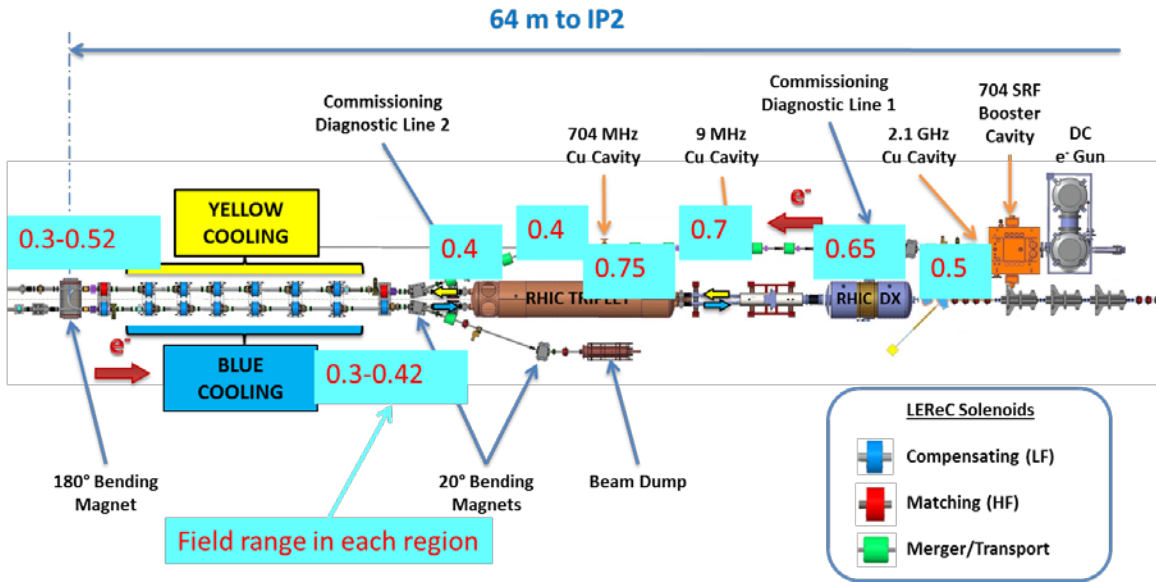 64 m to IP2
Commissioning
Diagnostic Line 2
704 MHz
Cu Cavity
9 MHz
Cu Cavity
Commissioning
Diagnostic Line 1
2.1 GHz
Cu Cavity
704 SRF
Booster
Cavity
DC
e- Gun
YELLOW
COOLING
e-
0.3-0.52
0.4
0.4
0.75
0.7
0.65
0.5
RHIC TRIPLET
RHIC DX
e-
BLUE
COOLING
0.3-0.42
180° Bending
Magnet
20° Bending
Magnets
Beam Dump
Field range in each region
LEReC Solenoids
Compensating (LF)
Matching (HF)
Merger/Transport